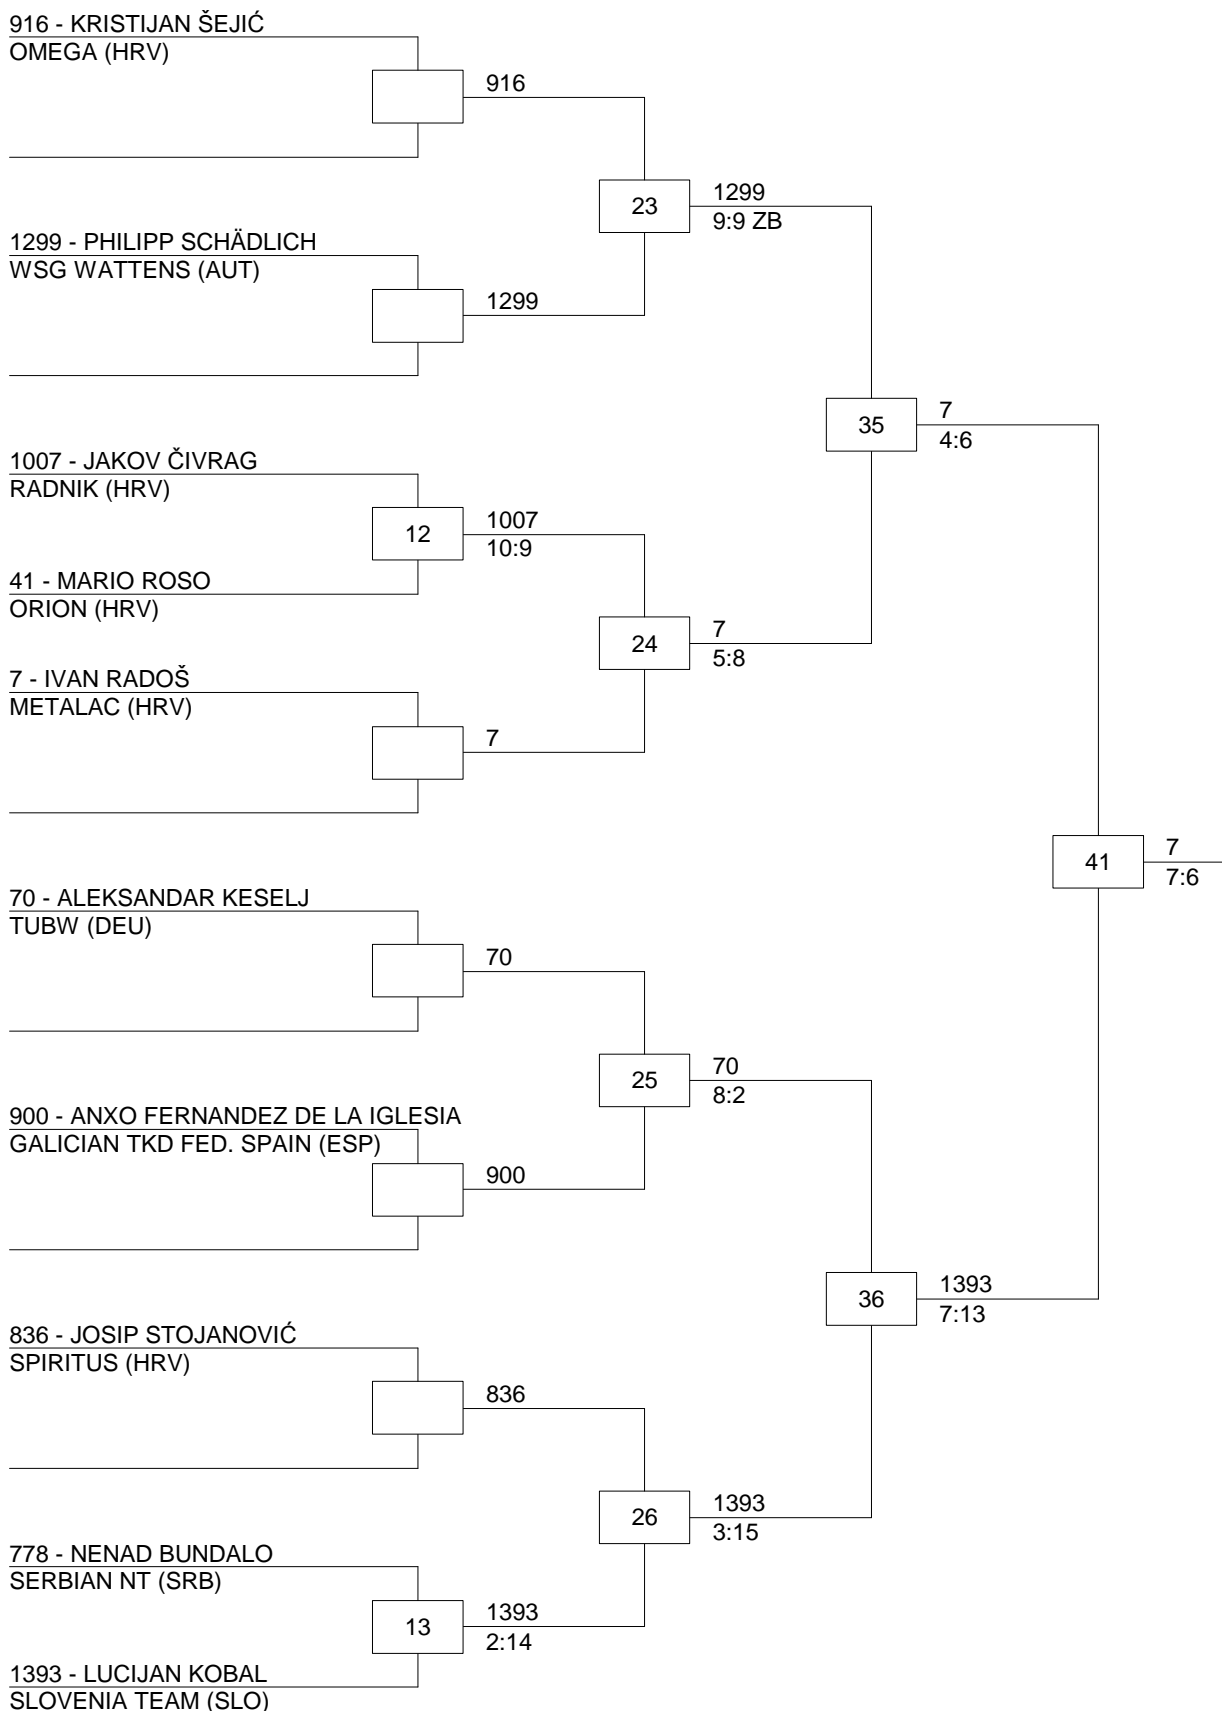 916 - KRISTIJAN ŠEJIĆ
OMEGA (HRV)
916
23
1299
9:9 ZB
1299 - PHILIPP SCHÄDLICH
WSG WATTENS (AUT)
1299
35
7
4:6
1007 - JAKOV ČIVRAG
RADNIK (HRV)
12
1007
10:9
41 - MARIO ROSO
ORION (HRV)
24
7
5:8
7 - IVAN RADOŠ
METALAC (HRV)
7
41
7
7:6
70 - ALEKSANDAR KESELJ
TUBW (DEU)
70
25
70
8:2
900 - ANXO FERNANDEZ DE LA IGLESIA
GALICIAN TKD FED. SPAIN (ESP)
900
36
1393
7:13
836 - JOSIP STOJANOVIĆ
SPIRITUS (HRV)
836
26
1393
3:15
778 - NENAD BUNDALO
SERBIAN NT (SRB)
13
1393
2:14
1393 - LUCIJAN KOBAL
SLOVENIA TEAM (SLO)